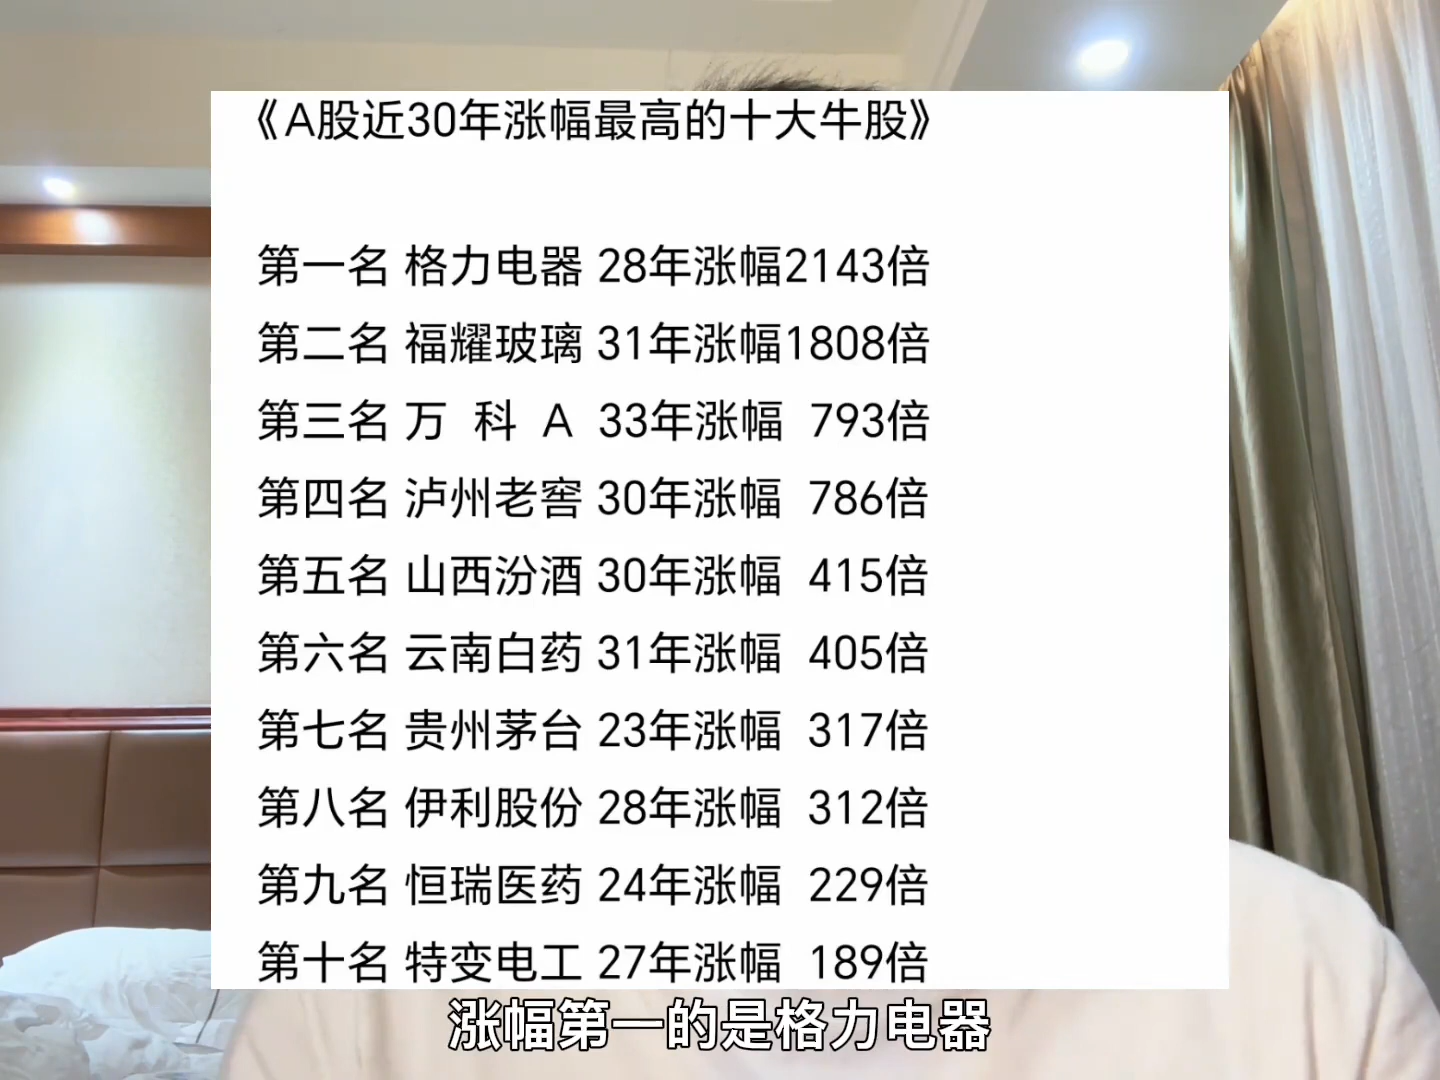 《A股近30年涨幅最高的十大牛股》
第一名 格力电器 28年涨幅2143倍
第二名 福耀玻璃 31年涨幅1808倍
第三名 万 科 A 33年涨幅 793倍
第四名 泸州老窖 30年涨幅 786倍
第五名 山西汾酒 30年涨幅 415倍
第六名 云南白药 31年涨幅 405倍
第七名 贵州茅台 23年涨幅 317倍
第八名 伊利股份 28年涨幅 312倍
第九名 恒瑞医药 24年涨幅 229倍
第十名 特变电工 27年涨幅 189倍
涨幅第一的是格力电器